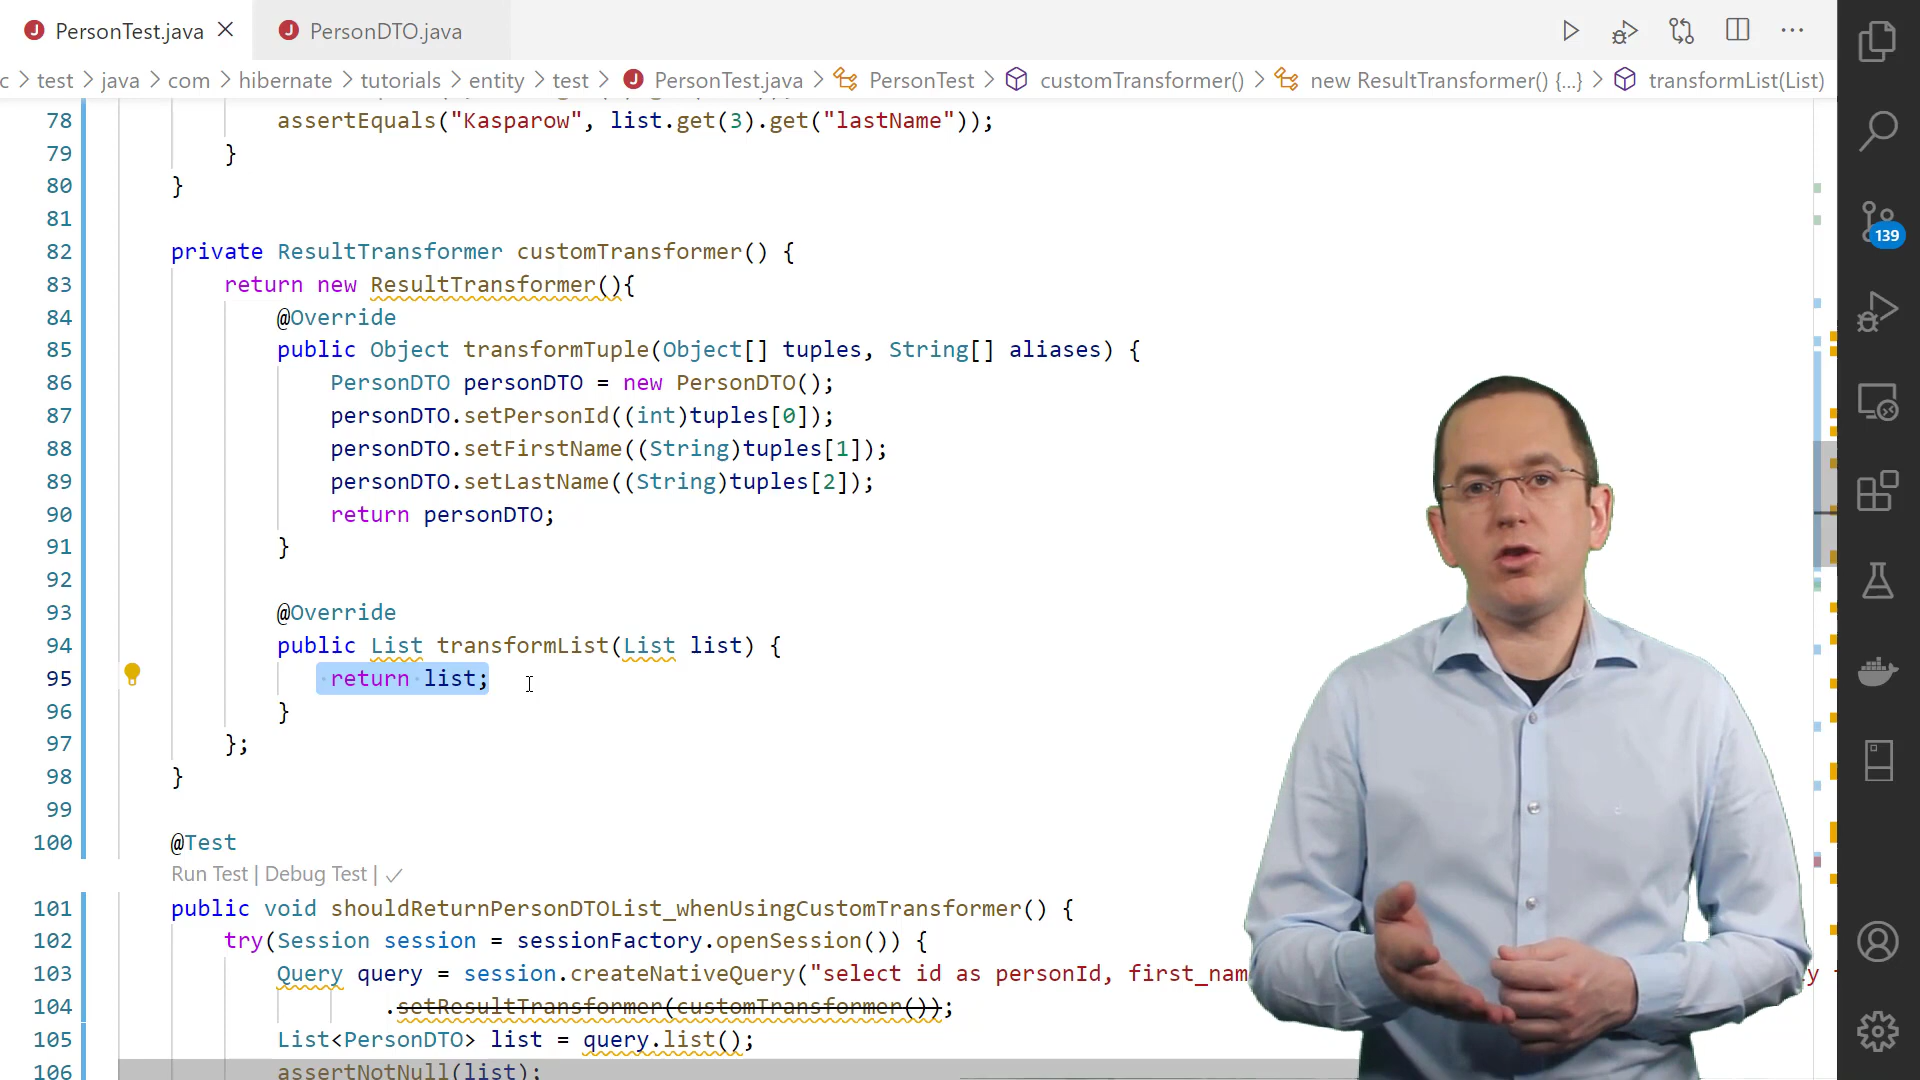 PersonTest.java
PersonDTO.java
c > test > java > com > hibernate > tutorials > entity > test > PersonTest.java > PersonTest > customTransformer() > new ResultTransformer() {...} > transformList(List)
78 assertEquals("Kasparow", list.get(3).get("lastName"));
79 }
80 }
81
82 private ResultTransformer customTransformer() {
83 return new ResultTransformer(){
84 @Override
85 public Object transformTuple(Object[] tuples, String[] aliases) {
86 PersonDTO personDTO = new PersonDTO();
87 personDTO.setPersonId((int)tuples[0]);
88 personDTO.setFirstName((String)tuples[1]);
89 personDTO.setLastName((String)tuples[2]);
90 return personDTO;
91 }
92
93 @Override
94 public List transformList(List list) {
95 return list;
96 }
97 };
98 }
99
100 @Test
Run Test | Debug Test |
101 public void shouldReturnPersonDTOList_whenUsingCustomTransformer() {
102 try(Session session = sessionFactory.openSession()) {
103 Query query = session.createNativeQuery("select id as personId, first_nam
104 .setResultTransformer(customTransformer());
105 List<PersonDTO> list = query.list();
106 assertNotNull(list);
139